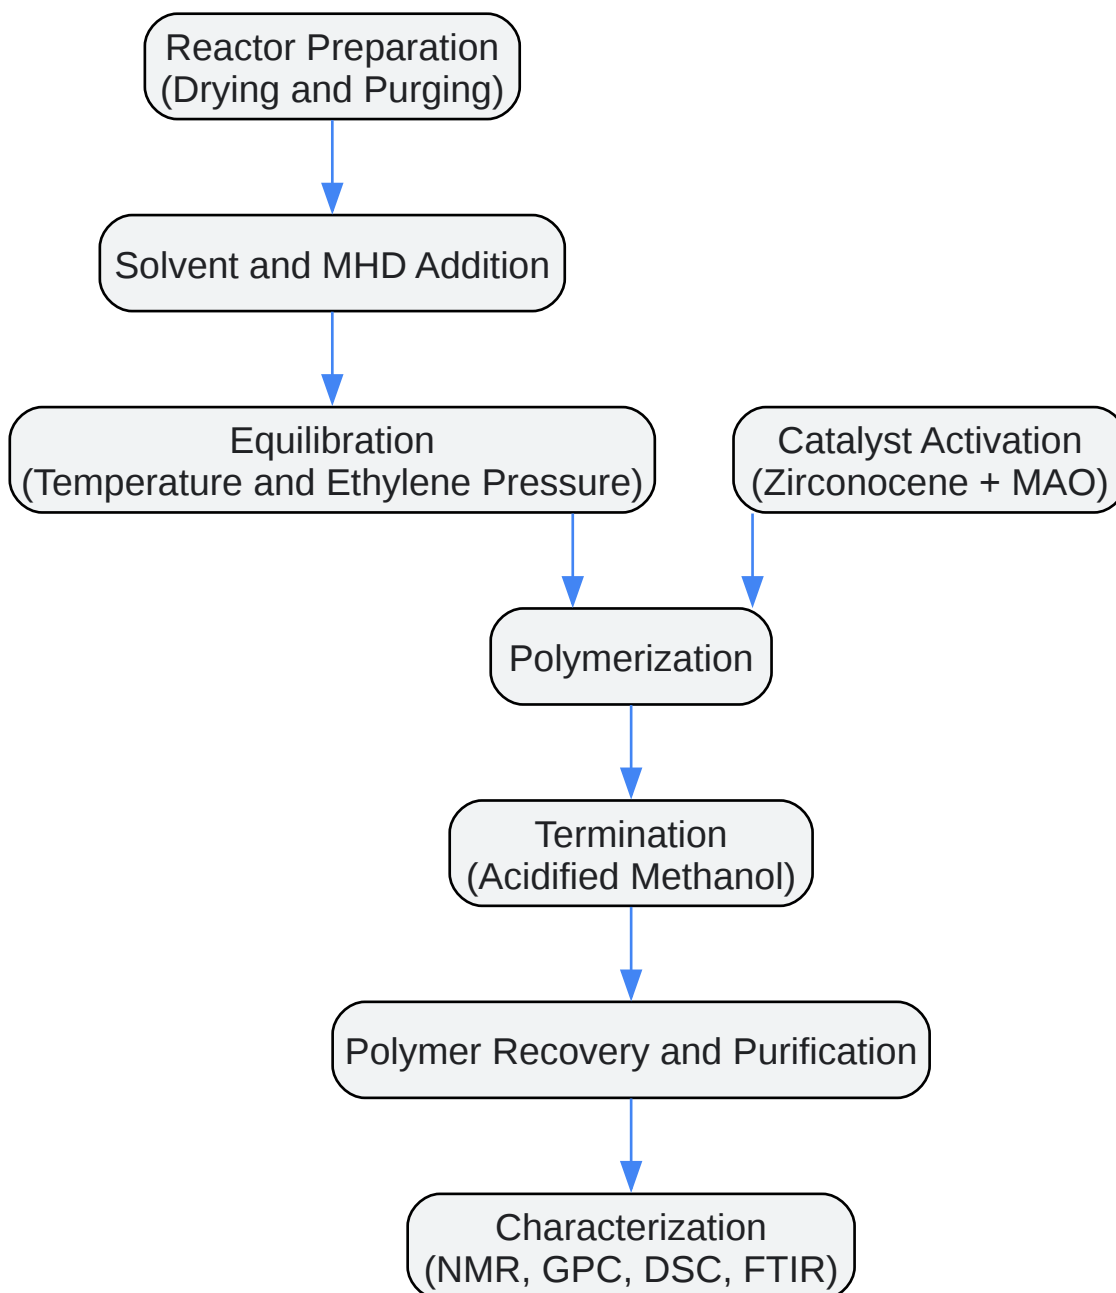 Reactor Preparation
(Drying and Purging)
Solvent and MHD Addition
Equilibration
(Temperature and Ethylene Pressure)
Catalyst Activation
(Zirconocene + MAO)
Polymerization
Termination
(Acidified Methanol)
Polymer Recovery and Purification
Characterization
(NMR, GPC, DSC, FTIR)